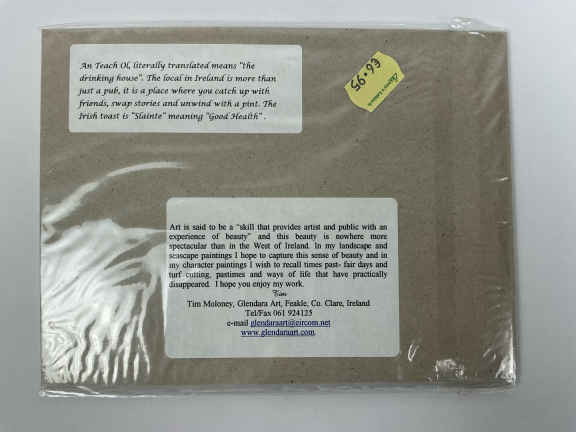 An Teach Ól, literally translated means "the
drinking house". The local in Ireland is more than
just a pub, it is a place where you catch up with
friends, swap stories and unwind with a pint. The
Irish toast is "Slainte" meaning "Good Health" .
€6.95
Art is said to be a "skill that provides artist and public with an
experience of beauty" and this beauty is nowhere more
spectacular than in the West of Ireland. In my landscape and
seascape paintings I hope to capture this sense of beauty and in
my character paintings I wish to recall times past- fair days and
turf cutting, pastimes and ways of life that have practically
disappeared. I hope you enjoy my work.
Tim
Tim Moloney, Glendara Art, Feakle, Co. Clare, Ireland
Tel/Fax 061 924125
e-mail glendaraart@eircom.net
www.glendaraart.com